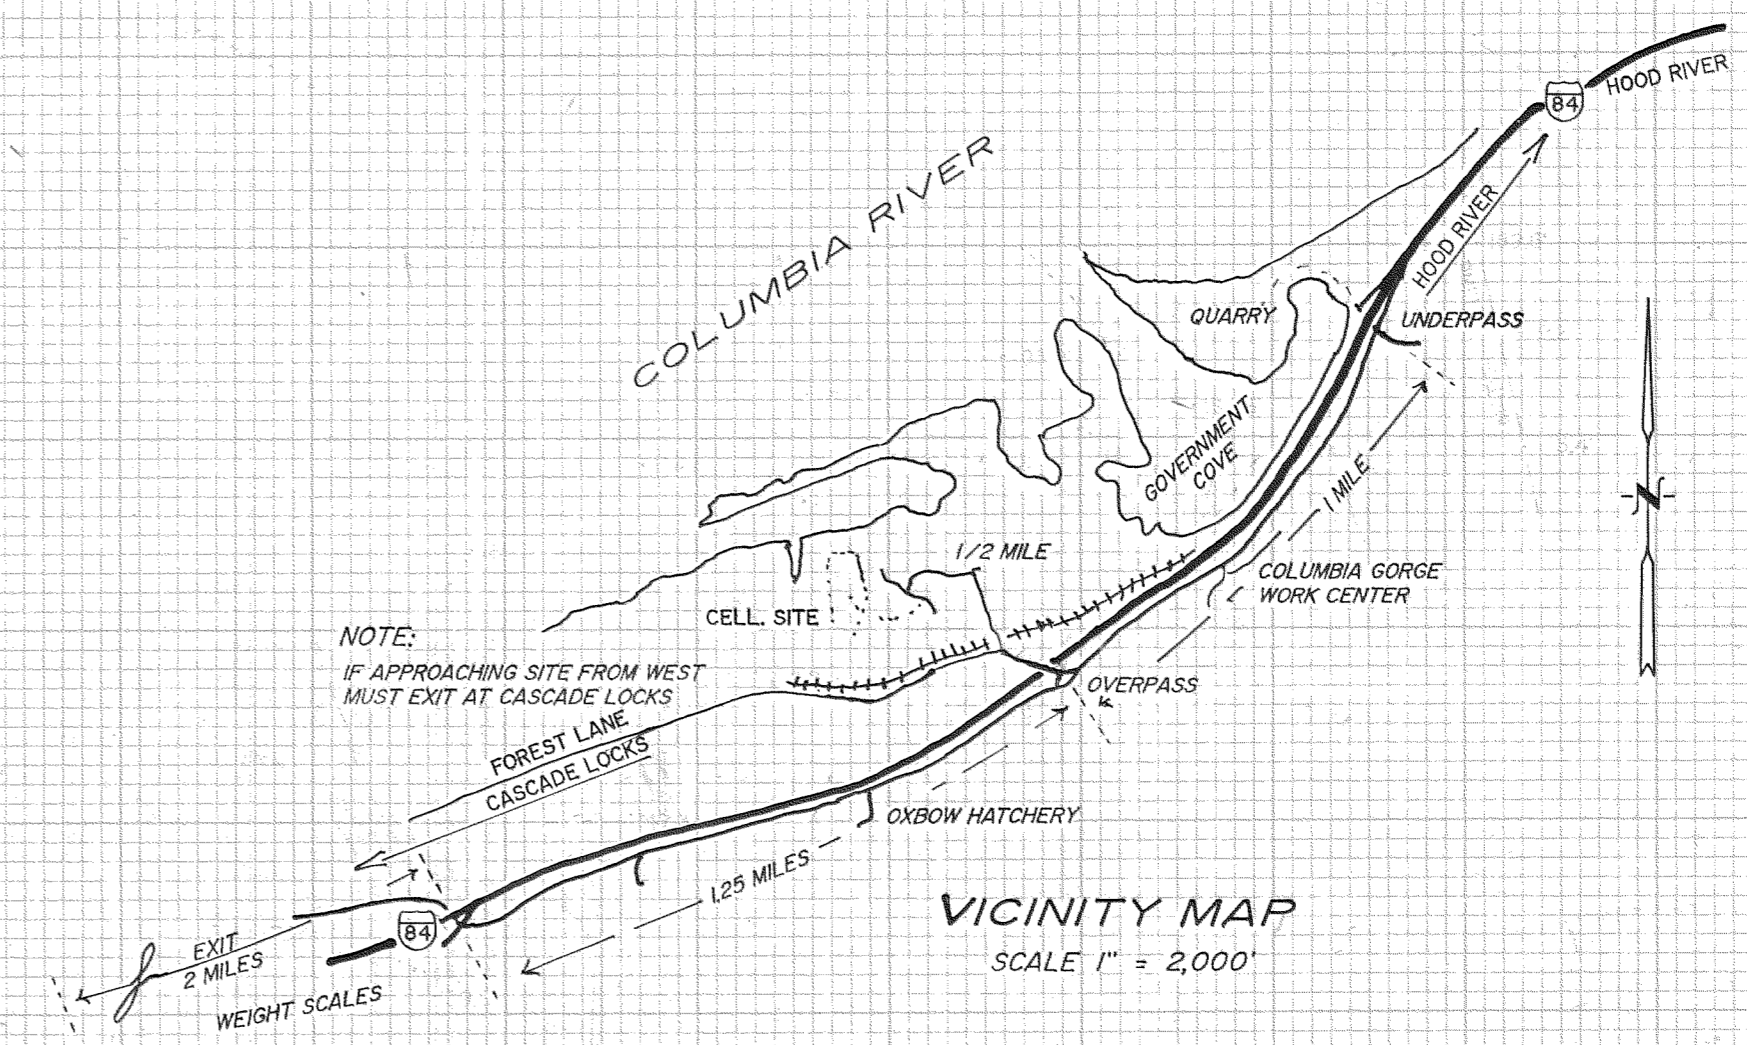 HOOD RIVER
84
COLUMBIA RIVER
HOOD RIVER
QUARRY
UNDERPASS
GOVERNMENT
COVE
1 MILE
N
1/2 MILE
COLUMBIA GORGE
WORK CENTER
CELL. SITE
NOTE:
IF APPROACHING SITE FROM WEST
MUST EXIT AT CASCADE LOCKS
OVERPASS
FOREST LANE
CASCADE LOCKS
OXBOW HATCHERY
1.25 MILES
84
EXIT
2 MILES
WEIGHT SCALES
VICINITY MAP
SCALE 1" = 2,000'